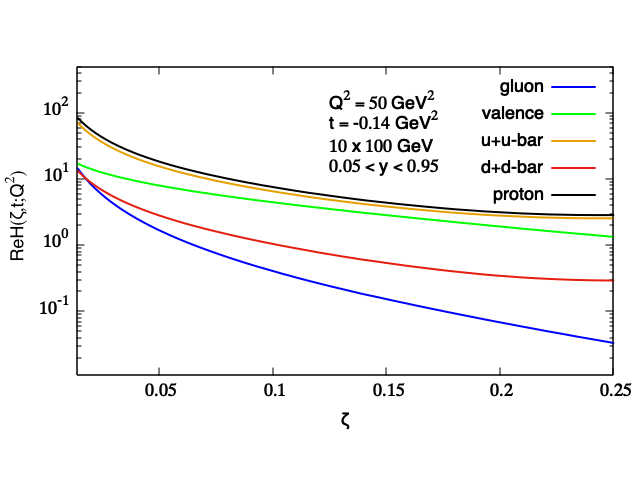 ReH(ζ,t;Q²)
10²
10¹
10⁰
10⁻¹
Q² = 50 GeV²
t = -0.14 GeV²
10 x 100 GeV
0.05 < y < 0.95
gluon
valence
u+u-bar
d+d-bar
proton
0.05 0.1 0.15 0.2 0.25
ζ